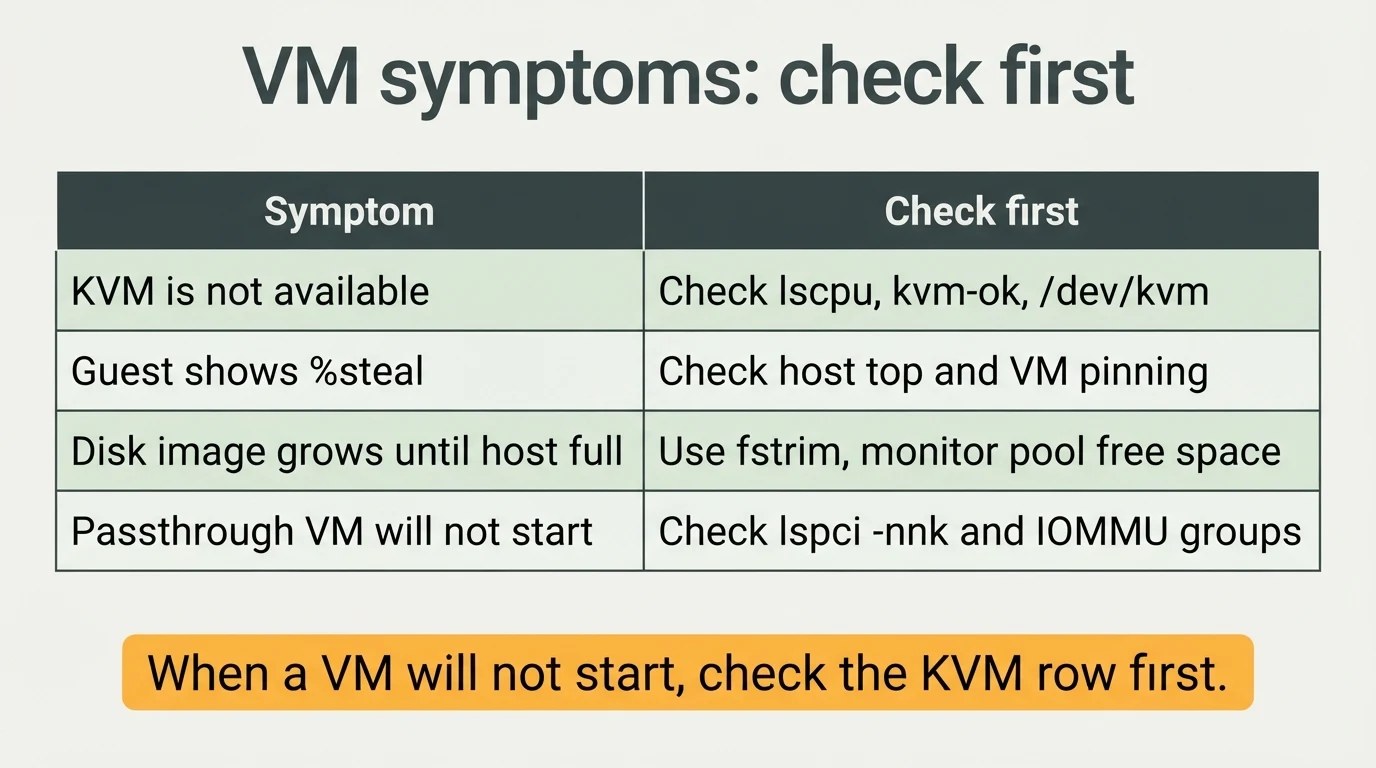 VM symptoms: check first
Symptom
Check first
KVM is not available
Check lscpu, kvm-ok, /dev/kvm
Guest shows %steal
Check host top and VM pinning
Disk image grows until host full
Use fstrim, monitor pool free space
Passthrough VM will not start
Check lspci -nnk and IOMMU groups
When a VM will not start, check the KVM row first.